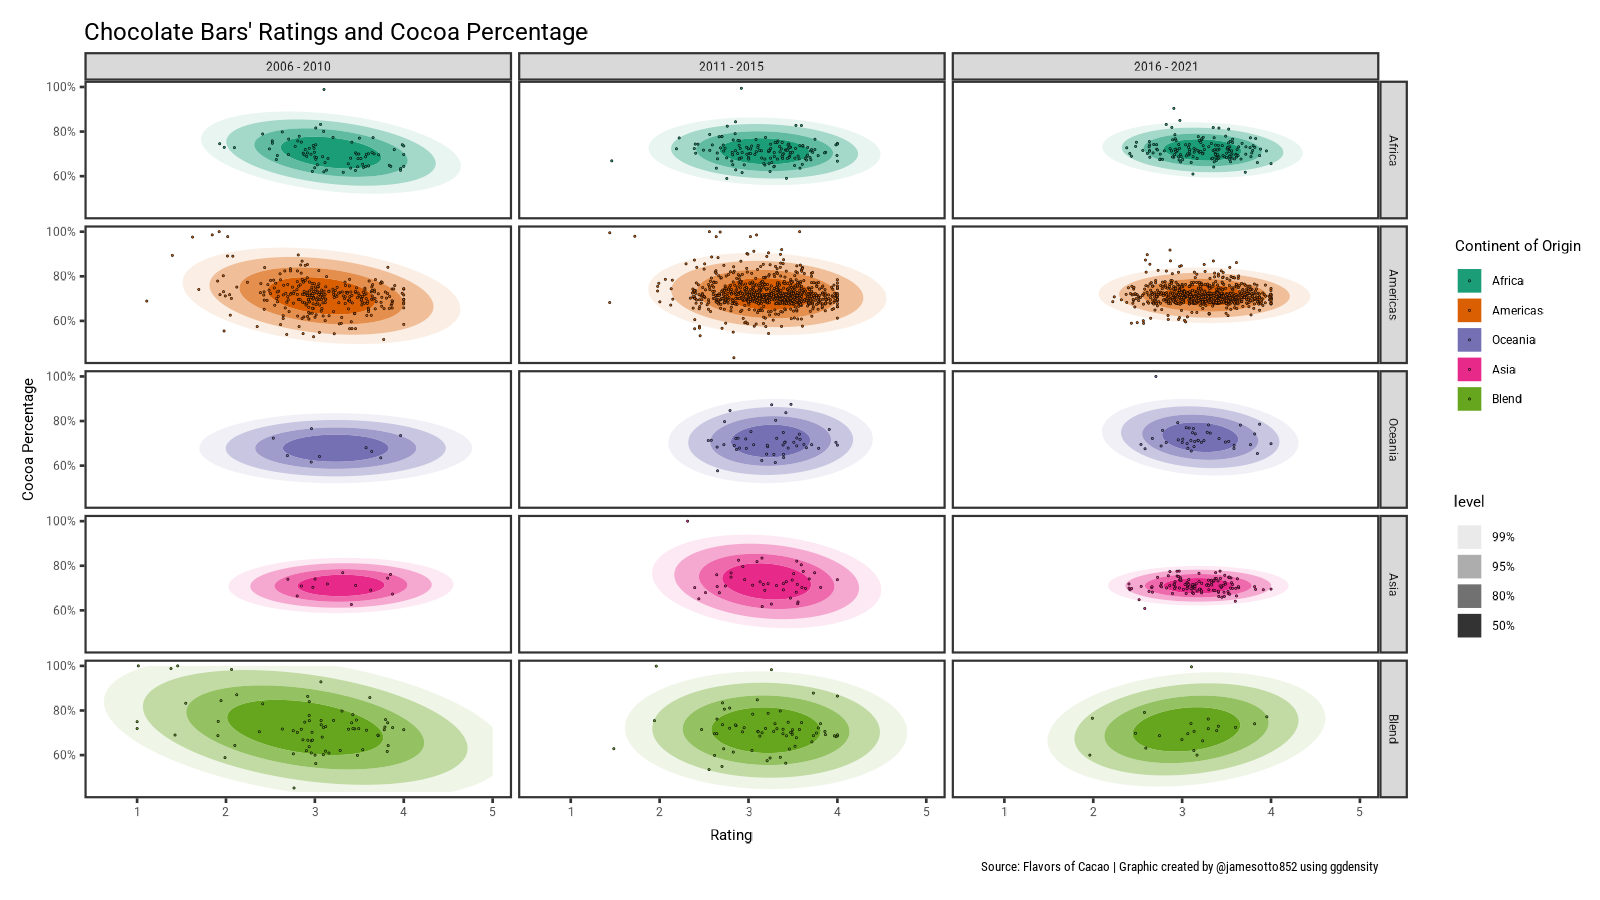 Chocolate Bars' Ratings and Cocoa Percentage
2006 - 2010
2011 - 2015
2016 - 2021
100%
80%
60%
Africa
100%
80%
60%
Americas
100%
80%
60%
Oceania
100%
80%
60%
Asia
100%
80%
60%
Blend
Cocoa Percentage
1 2 3 4 5
1 2 3 4 5
1 2 3 4 5
Rating
Continent of Origin
Africa
Americas
Oceania
Asia
Blend
level
99%
95%
80%
50%
Source: Flavors of Cacao | Graphic created by @jamesotto852 using ggdensity